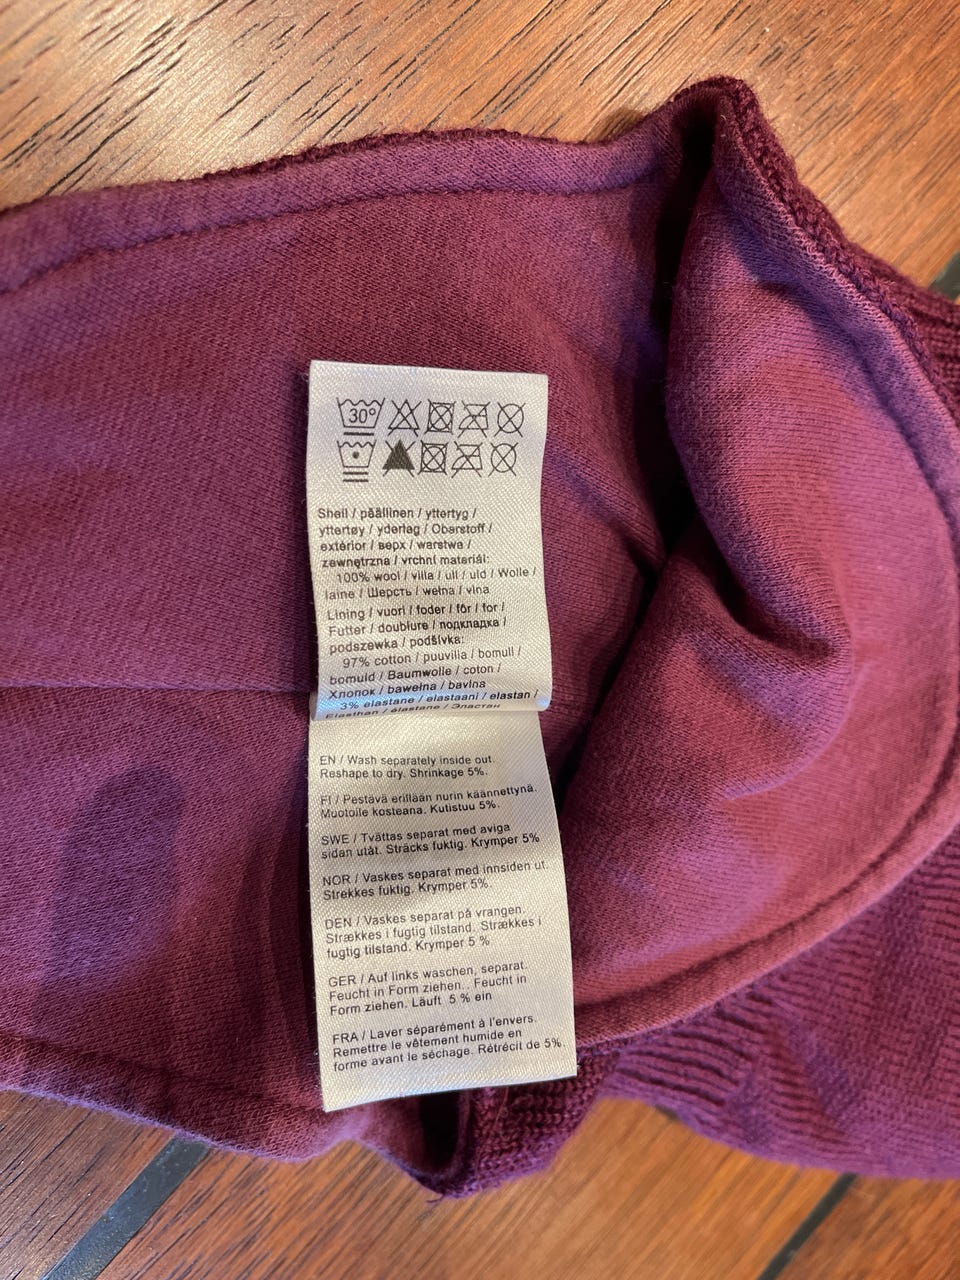 30°
Shell / päällinen / yttertyg /
yttertøy / yderlag / Oberstoff /
extérior / верх / warstwa /
zewnętrzna / vrchní materiál:
100% wool / villa / ull / uld / Wolle /
laine / Шерсть / wełna / vlna
Lining / vuori / foder / fôr / for /
Futter / doublure / подкладка /
podszewka / podšívka:
97% cotton / puuvilla / bomull /
bomuld / Baumwolle / coton /
Хлопок / bawełna / bavlna
3% elastane / elastaani / elastan /
Elasthan / élastane / Эластан
EN / Wash separately inside out.
Reshape to dry. Shrinkage 5%.
FI / Pestävä erillään nurin käännettynä.
Muotoile kosteana. Kutistuu 5%.
SWE / Tvättas separat med aviga
sidan utåt. Sträcks fuktig. Krymper 5%
NOR / Vaskes separat med innsiden ut.
Strekkes fuktig. Krymper 5%.
DEN / Vaskes separat på vrangen.
Strækkes i fugtig tilstand. Strækkes i
fugtig tilstand. Krymper 5 %
GER / Auf links waschen, separat.
Feucht in Form ziehen.. Feucht in
Form ziehen. Läuft 5 % ein
FRA / Laver séparément à l'envers.
Remettre le vêtement humide en
forme avant le séchage. Rétrécit de 5%.